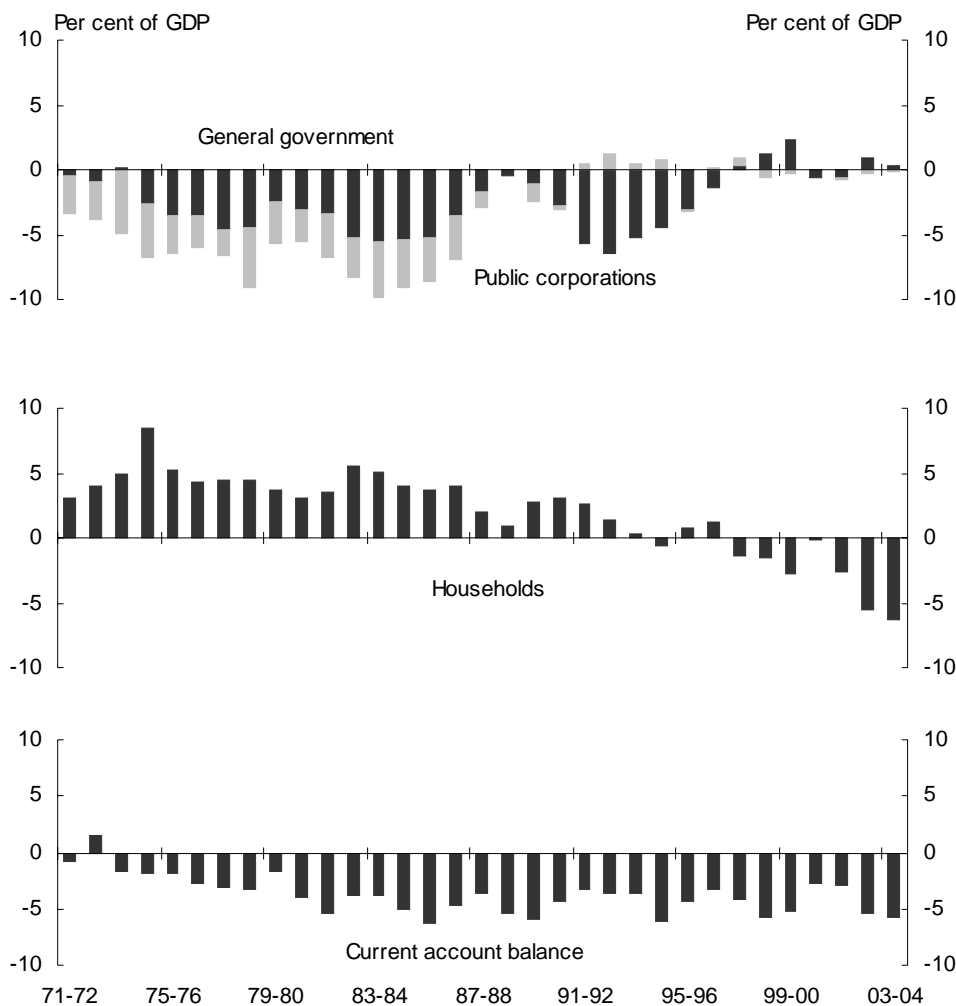 Per cent of GDP Per cent of GDP
10 10
5 5
General government
0 0
-5 -5
Public corporations
-10 -10
10 10
5 5
0 0
Households
-5 -5
-10 -10
10 10
5 5
0 0
-5 -5
Current account balance
-10 -10
71-72 75-76 79-80 83-84 87-88 91-92 95-96 99-00 03-04